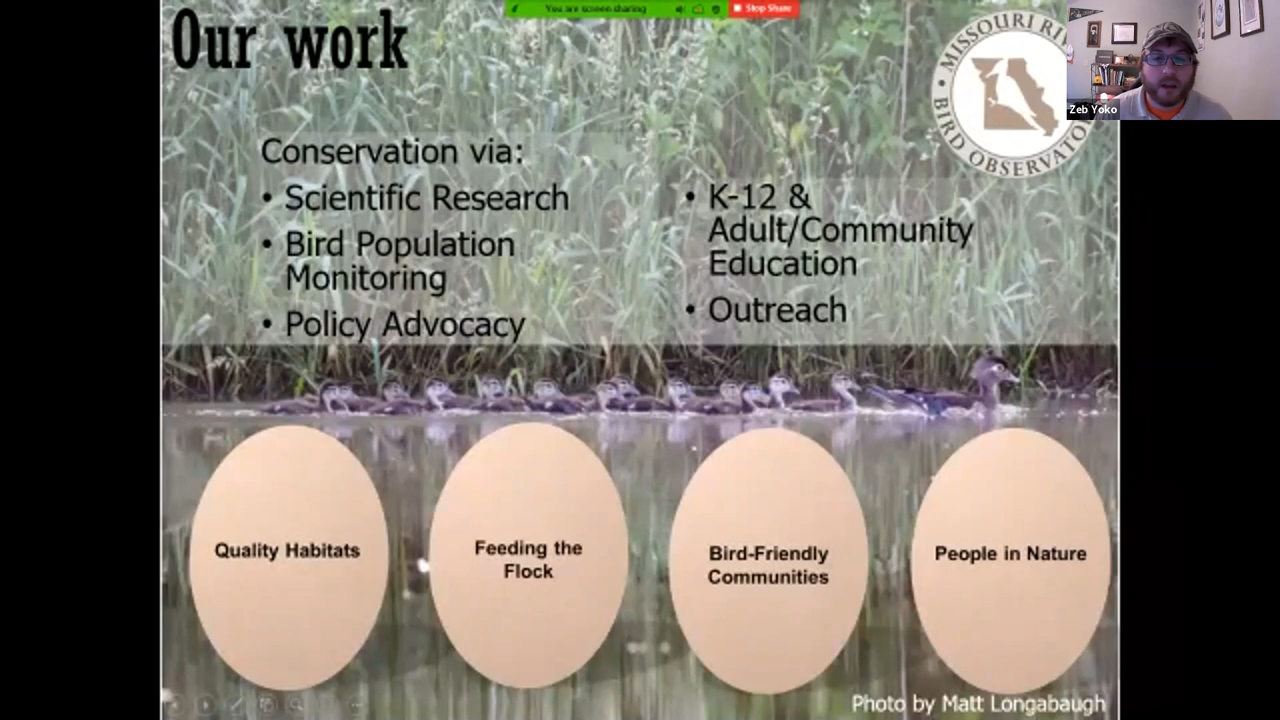 You are screen sharing
Stop Share
Our work
MISSOURI RI
BIRD OBSERVATO
Zeb Yoko
Conservation via:
• Scientific Research
• Bird Population
Monitoring
• Policy Advocacy
• K-12 &
Adult/Community
Education
• Outreach
Quality Habitats
Feeding the
Flock
Bird-Friendly
Communities
People in Nature
Photo by Matt Longabaugh